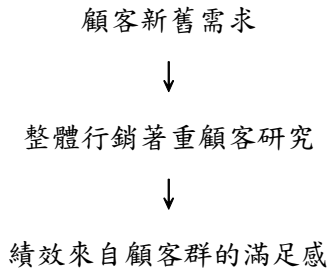 顧客新舊需求
↓
整體行銷著重顧客研究
↓
績效來自顧客群的滿足感